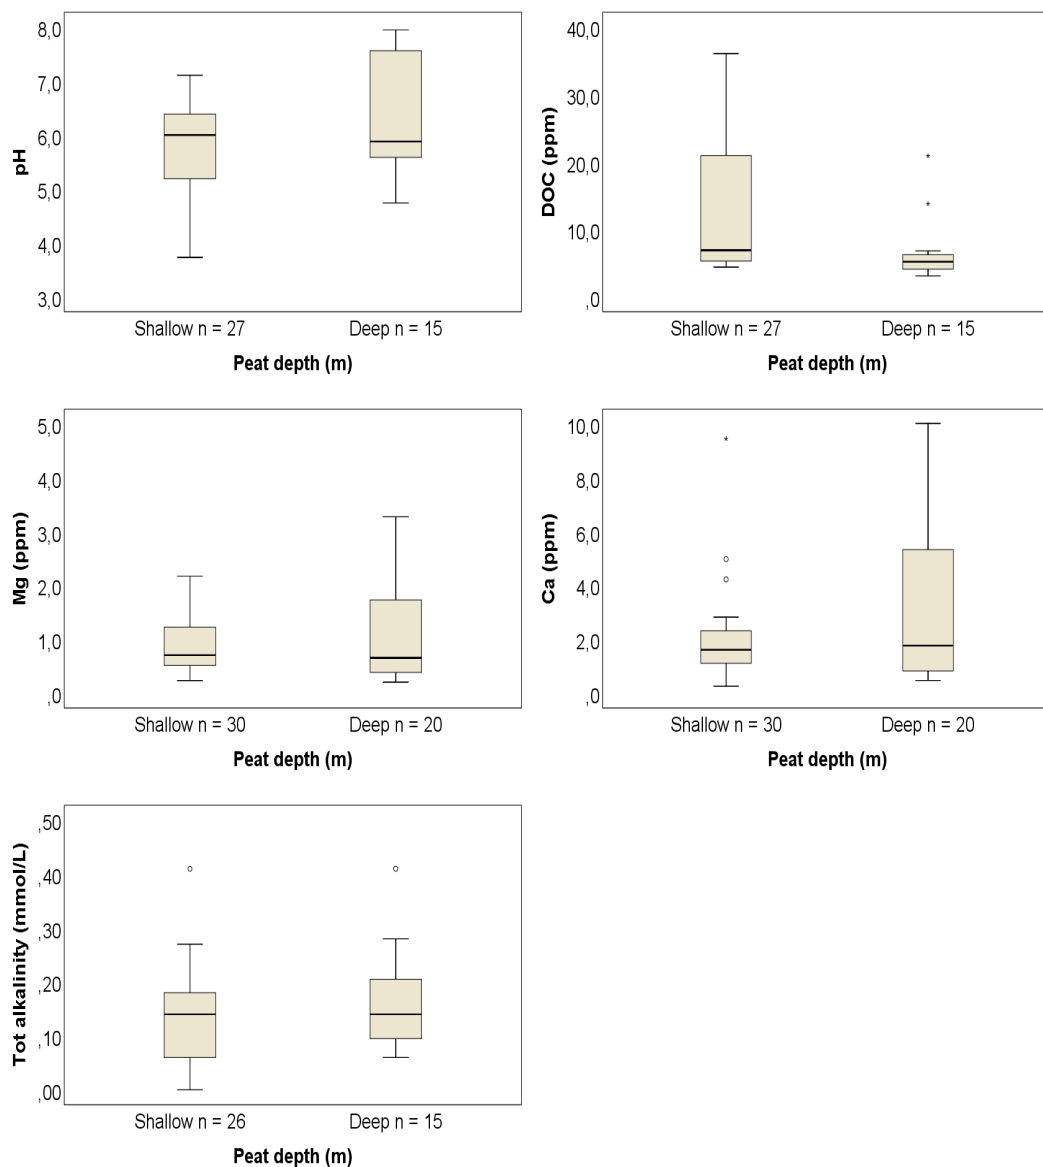 pH
8,0
7,0
6,0
5,0
4,0
3,0
Shallow n = 27 Deep n = 15
Peat depth (m)
DOC (ppm)
40,0
30,0
20,0
10,0
,0
Shallow n = 27 Deep n = 15
Peat depth (m)
Mg (ppm)
5,0
4,0
3,0
2,0
1,0
,0
Shallow n = 30 Deep n = 20
Peat depth (m)
Ca (ppm)
10,0
8,0
6,0
4,0
2,0
,0
Shallow n = 30 Deep n = 20
Peat depth (m)
Tot alkalinity (mmol/L)
,50
,40
,30
,20
,10
,00
Shallow n = 26 Deep n = 15
Peat depth (m)